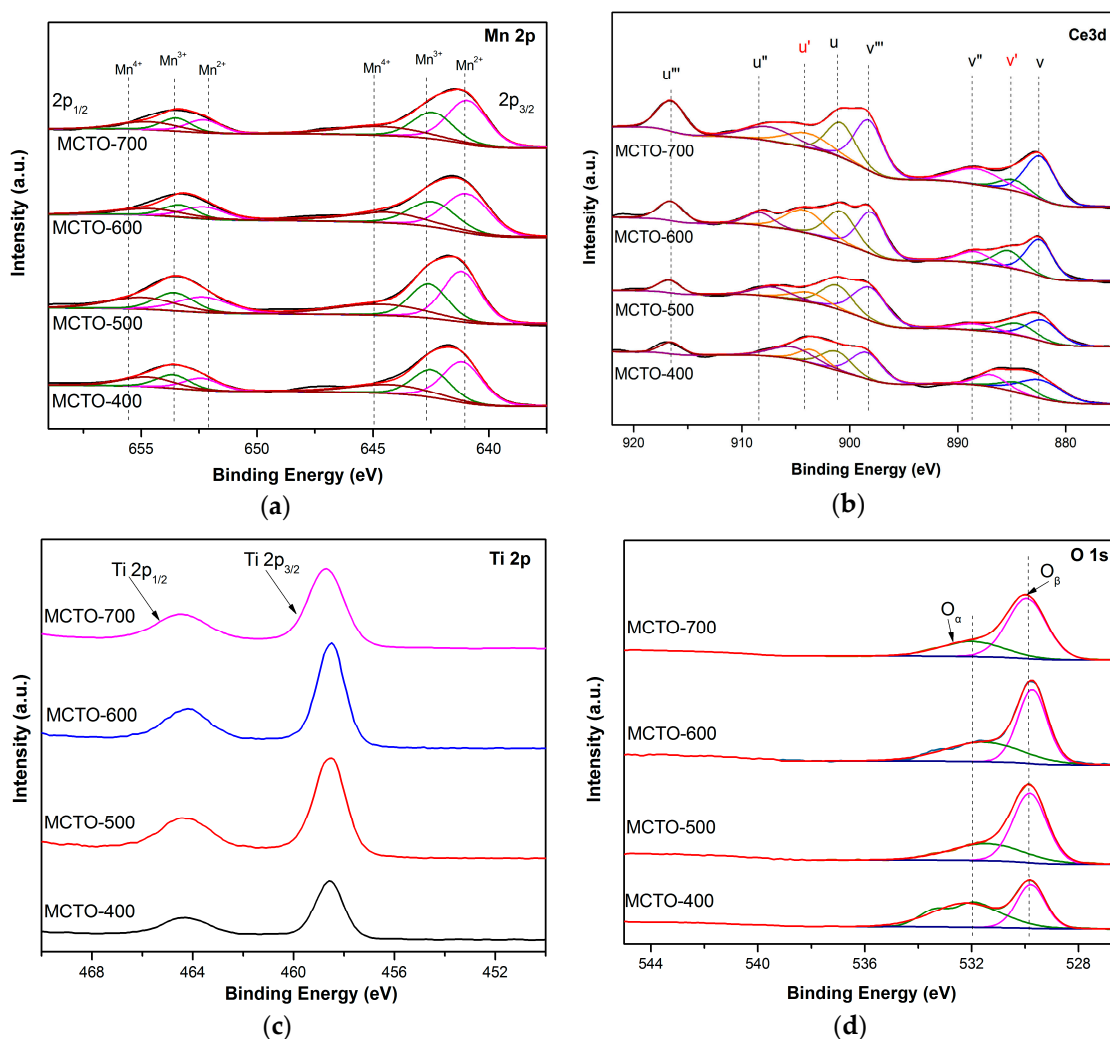 Mn 2p
Mn⁴⁺ Mn³⁺ Mn²⁺ Mn⁴⁺ Mn³⁺ Mn²⁺
2p₁/₂ 2p₃/₂
MCTO-700
MCTO-600
MCTO-500
MCTO-400
Intensity (a.u.)
655 650 645 640
Binding Energy (eV)
(a)
Ce3d
u''' u'' u' u v''' v'' v' v
MCTO-700
MCTO-600
MCTO-500
MCTO-400
Intensity (a.u.)
920 910 900 890 880
Binding Energy (eV)
(b)
Ti 2p
Ti 2p₁/₂ Ti 2p₃/₂
MCTO-700
MCTO-600
MCTO-500
MCTO-400
Intensity (a.u.)
468 464 460 456 452
Binding Energy (eV)
(c)
O 1s
Oα Oβ
MCTO-700
MCTO-600
MCTO-500
MCTO-400
Intensity (a.u.)
544 540 536 532 528
Binding Energy (eV)
(d)